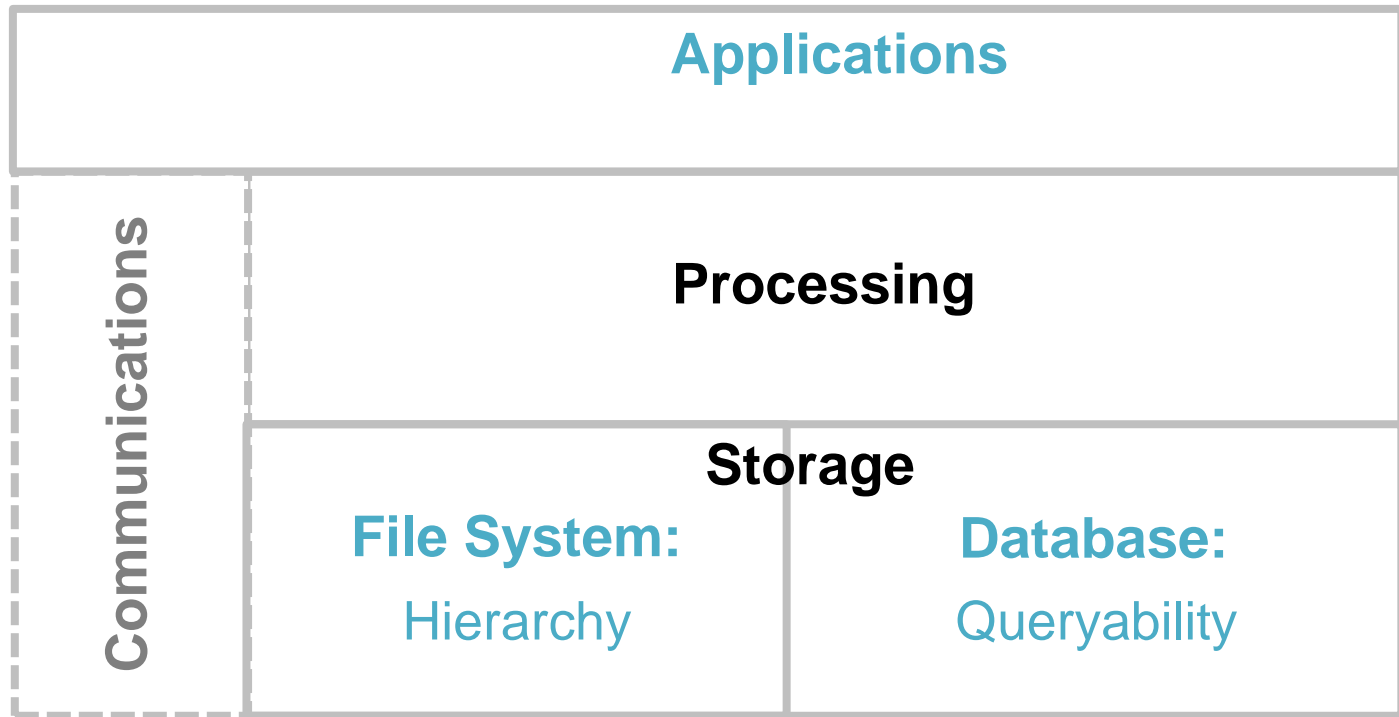 Applications
Communications
Processing
Storage
File System:
Hierarchy
Database:
Queryability